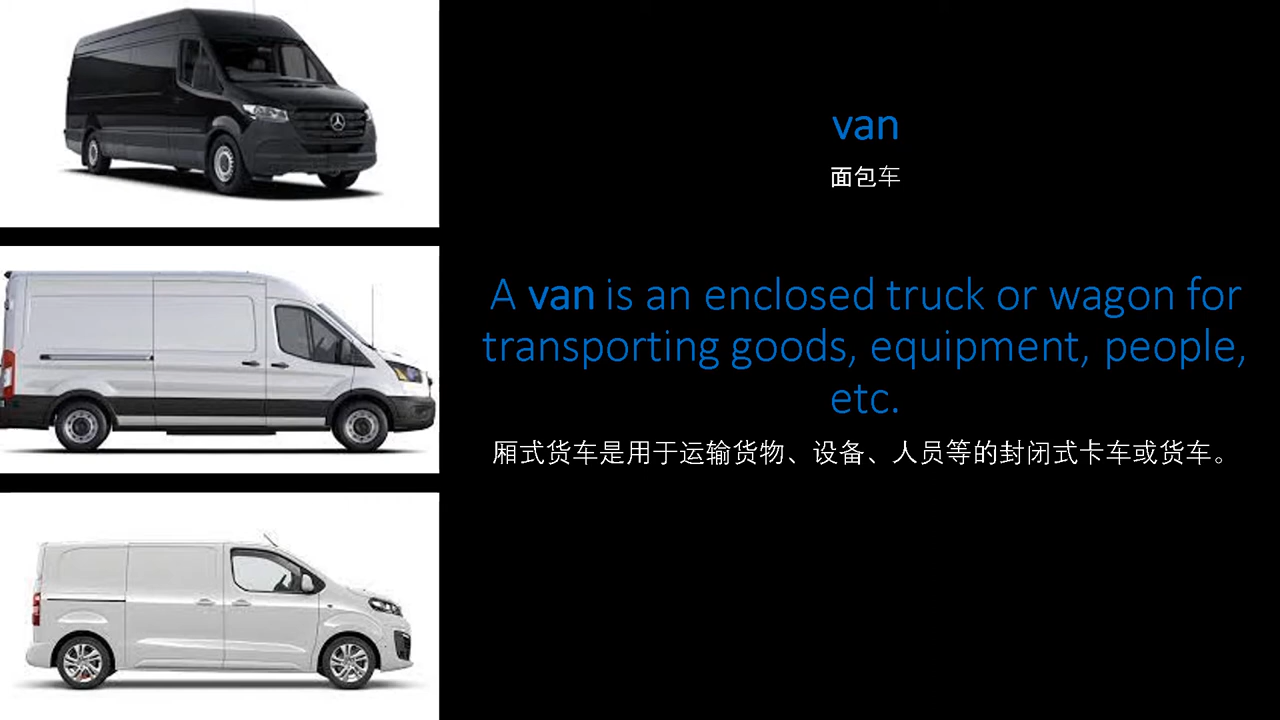 van
面包车
A van is an enclosed truck or wagon for
transporting goods, equipment, people,
etc.
厢式货车是用于运输货物、设备、人员等的封闭式卡车或货车。